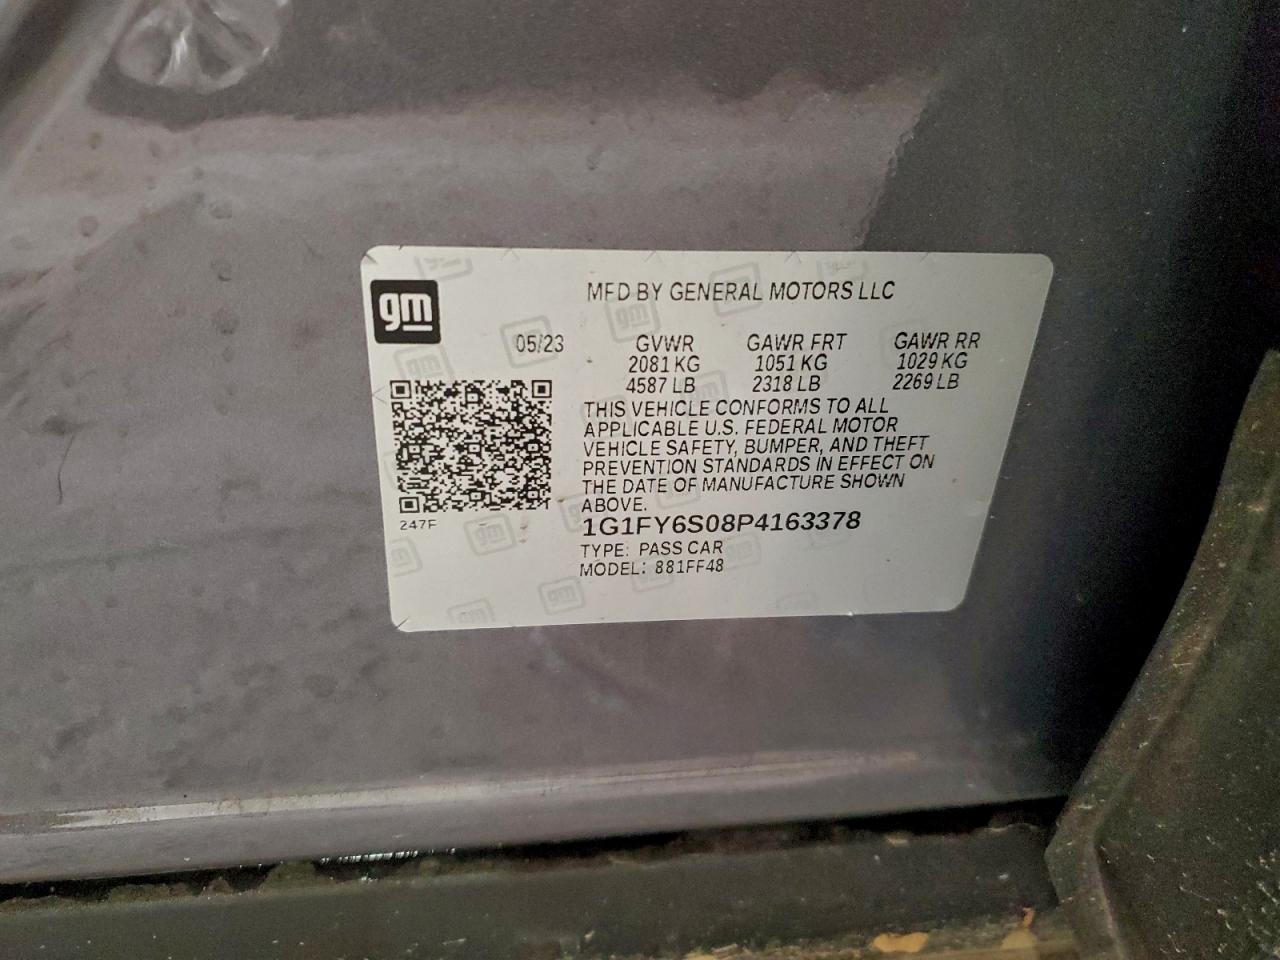 gm
MFD BY GENERAL MOTORS LLC
05/23 GVWR GAWR FRT GAWR RR
2081 KG 1051 KG 1029 KG
4587 LB 2318 LB 2269 LB
THIS VEHICLE CONFORMS TO ALL
APPLICABLE U.S. FEDERAL MOTOR
VEHICLE SAFETY, BUMPER, AND THEFT
PREVENTION STANDARDS IN EFFECT ON
THE DATE OF MANUFACTURE SHOWN
ABOVE.
247F
1G1FY6S08P4163378
TYPE: PASS CAR
MODEL: 881FF48